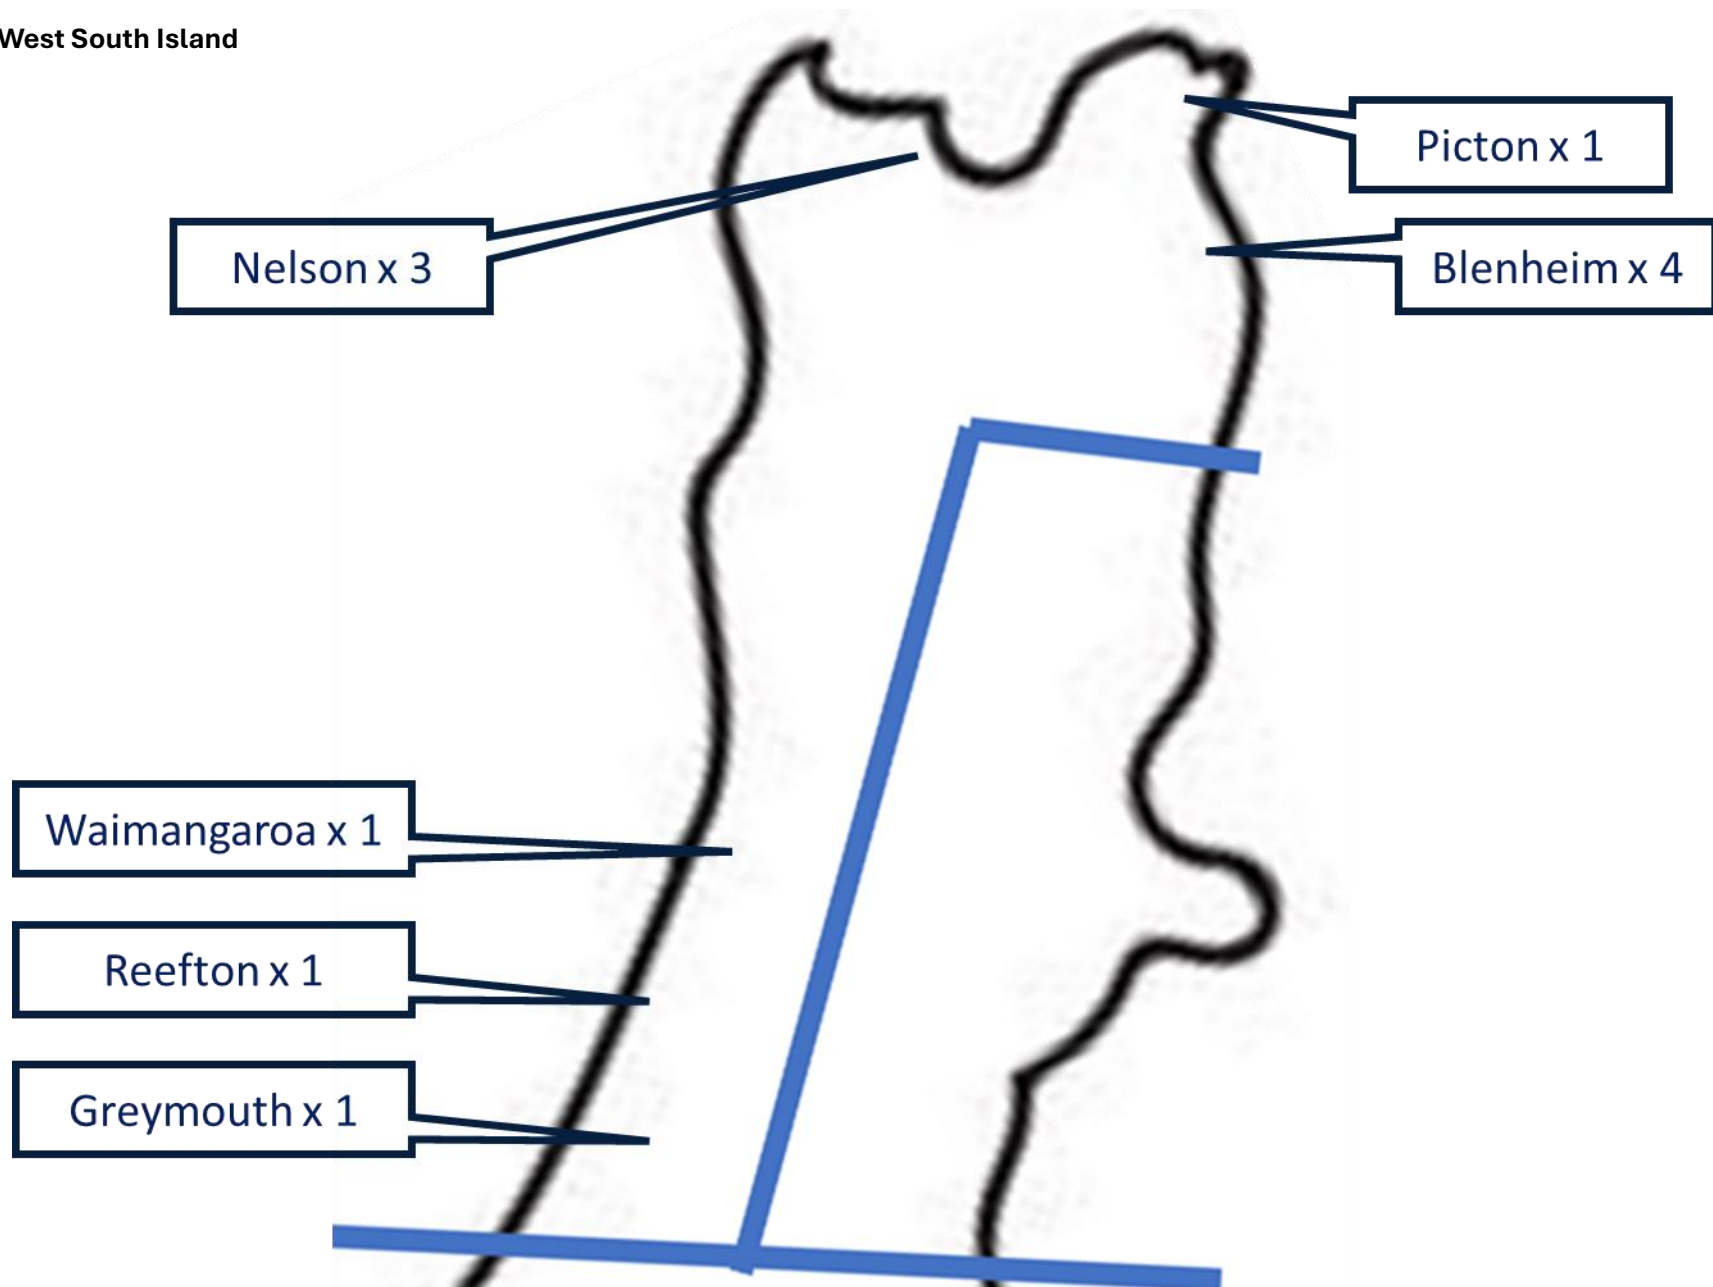 West South Island
Picton x 1
Nelson x 3
Blenheim x 4
Waimangaroa x 1
Reefton x 1
Greymouth x 1